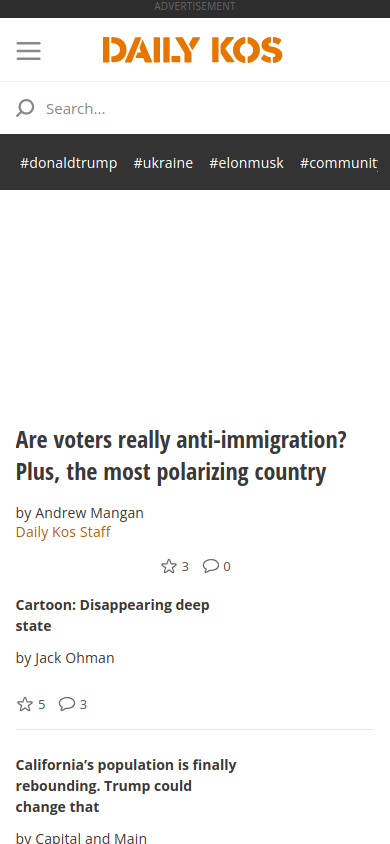 ADVERTISEMENT
DAILY KOS
Search...
#donaldtrump #ukraine #elonmusk #communit
Are voters really anti-immigration?
Plus, the most polarizing country
by Andrew Mangan
Daily Kos Staff
3 0
Cartoon: Disappearing deep
state
by Jack Ohman
5 3
California’s population is finally
rebounding. Trump could
change that
by Capital and Main